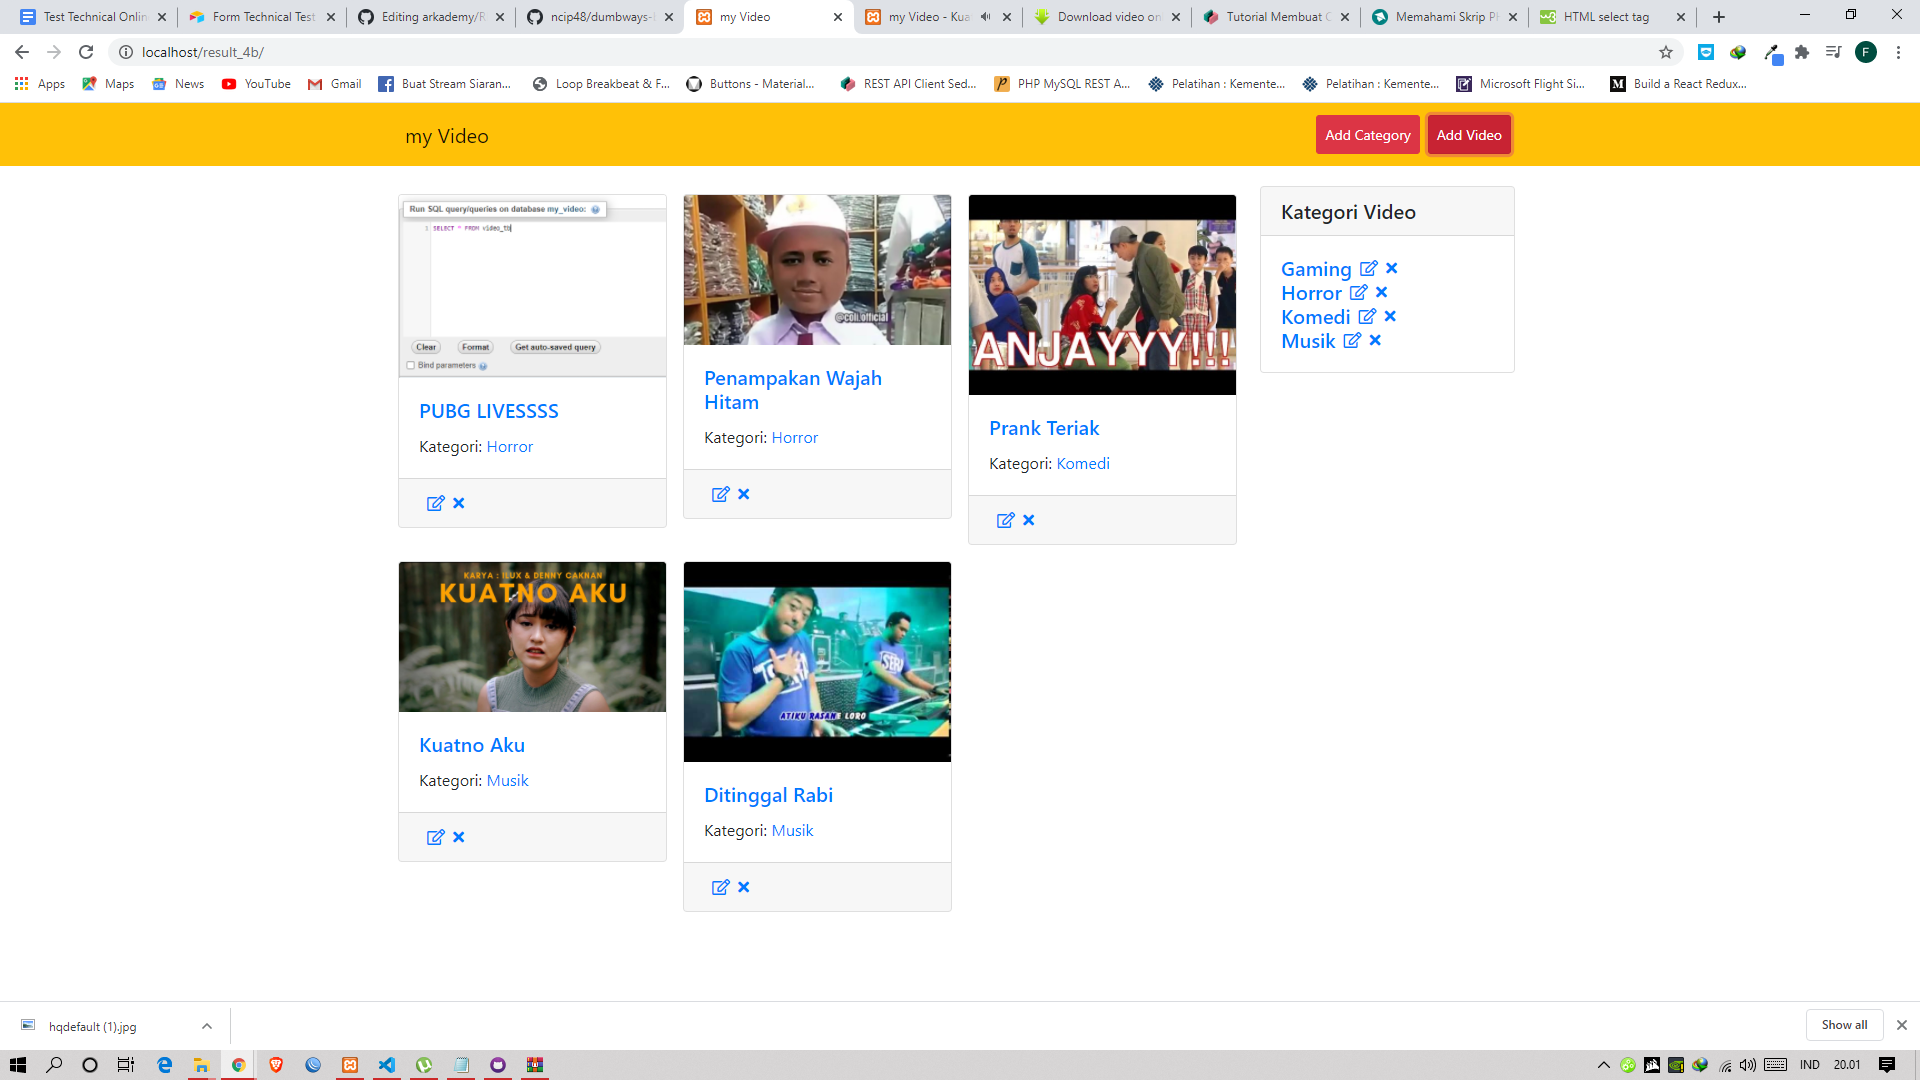 Test Technical Onlin
Form Technical Test
Editing arkademy/R
ncip48/dumbways-
my Video
my Video - Kua
Download video onl
Tutorial Membuat C
Memahami Skrip P
HTML select tag
localhost/result_4b/
F
Apps
Maps
News
YouTube
Gmail
Buat Stream Siaran...
Loop Breakbeat & F...
Buttons - Material...
REST API Client Sed...
PHP MySQL REST A...
Pelatihan : Kemente...
Pelatihan : Kemente...
Microsoft Flight Si...
Build a React Redux...
my Video
Add Category
Add Video
Run SQL query/queries on database my_video:
1 SELECT * FROM video_tb
Clear
Format
Get auto-saved query
Bind parameters
PUBG LIVESSSS
Kategori: Horror
@coli.official
Penampakan Wajah
Hitam
Kategori: Horror
ANJAYYY!!!
Prank Teriak
Kategori: Komedi
Kategori Video
Gaming
Horror
Komedi
Musik
KARYA : ILUX & DENNY CAKNAN
KUATNO AKU
Kuatno Aku
Kategori: Musik
SERA
ATIKU RASANE LORO
Ditinggal Rabi
Kategori: Musik
hqdefault (1).jpg
Show all
IND
20.01